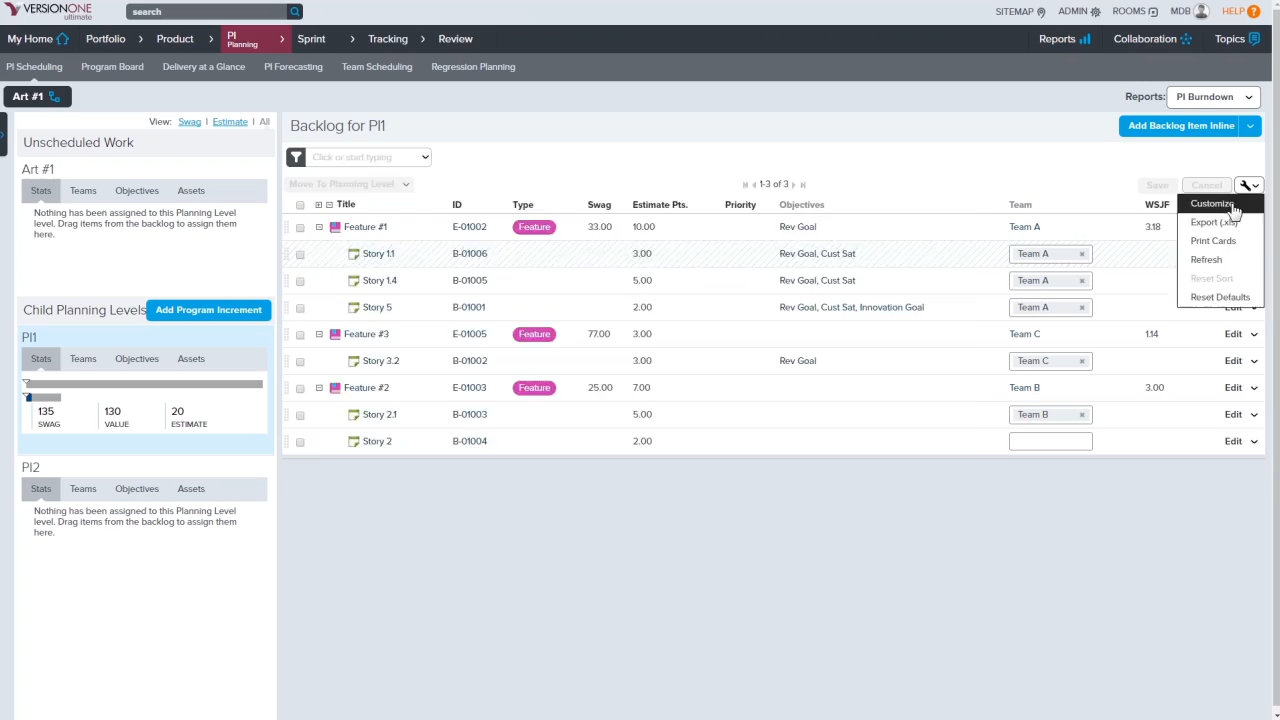 VERSIONONE
ultimate
search
SITEMAP
ADMIN
ROOMS
MDB
HELP ?
My Home
Portfolio
Product
PI
Planning
Sprint
Tracking
Review
Reports
Collaboration
Topics
PI Scheduling
Program Board
Delivery at a Glance
PI Forecasting
Team Scheduling
Regression Planning
Art #1
Reports: PI Burndown
View: Swag | Estimate | All
Unscheduled Work
Art #1
Stats Teams Objectives Assets
Nothing has been assigned to this Planning Level
level. Drag items from the backlog to assign them
here.
Child Planning Levels
Add Program Increment
PI1
Stats Teams Objectives Assets
135 130 20
SWAG VALUE ESTIMATE
PI2
Stats Teams Objectives Assets
Nothing has been assigned to this Planning Level
level. Drag items from the backlog to assign them
here.
Backlog for PI1
Add Backlog Item Inline
Click or start typing
Move To Planning Level
1-3 of 3
Save
Cancel
Title ID Type Swag Estimate Pts. Priority Objectives Team WSJF
Feature #1 E-01002 Feature 33.00 10.00 Rev Goal Team A 3.18
Story 1.1 B-01006 3.00 Rev Goal, Cust Sat Team A
Story 1.4 B-01005 5.00 Rev Goal, Cust Sat Team A
Story 5 B-01001 2.00 Rev Goal, Cust Sat, Innovation Goal Team A Edit
Feature #3 E-01005 Feature 77.00 3.00 Team C 1.14 Edit
Story 3.2 B-01002 3.00 Rev Goal Team C Edit
Feature #2 E-01003 Feature 25.00 7.00 Team B 3.00 Edit
Story 2.1 B-01003 5.00 Team B Edit
Story 2 B-01004 2.00 Edit
Customize
Export (.xls)
Print Cards
Refresh
Reset Sort
Reset Defaults